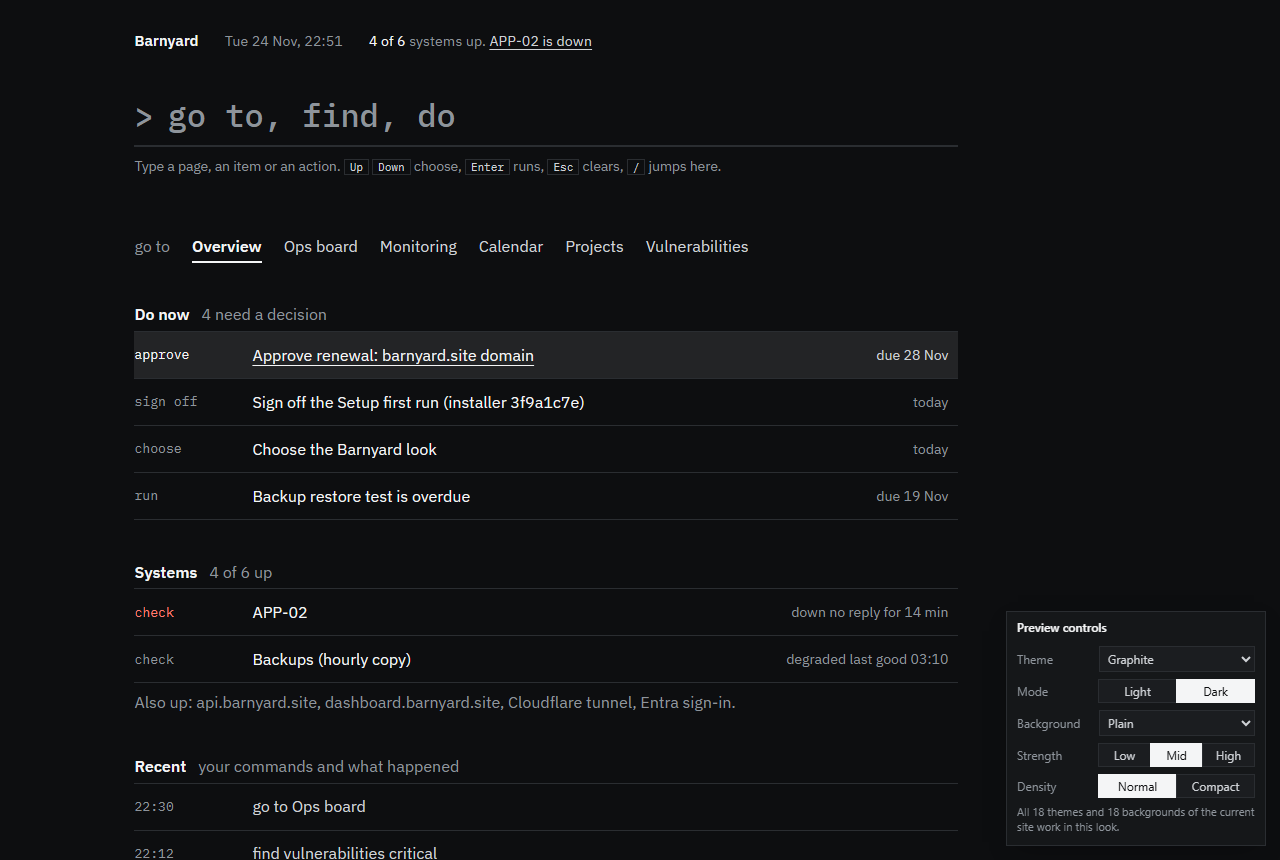 Barnyard Tue 24 Nov, 22:51 4 of 6 systems up. APP-02 is down
> go to, find, do
Type a page, an item or an action. Up Down choose, Enter runs, Esc clears, / jumps here.
go to Overview Ops board Monitoring Calendar Projects Vulnerabilities
Do now 4 need a decision
approve Approve renewal: barnyard.site domain due 28 Nov
sign off Sign off the Setup first run (installer 3f9a1c7e) today
choose Choose the Barnyard look today
run Backup restore test is overdue due 19 Nov
Systems 4 of 6 up
check APP-02 down no reply for 14 min
check Backups (hourly copy) degraded last good 03:10
Also up: api.barnyard.site, dashboard.barnyard.site, Cloudflare tunnel, Entra sign-in.
Recent your commands and what happened
22:30 go to Ops board
22:12 find vulnerabilities critical
Preview controls
Theme Graphite
Mode Light Dark
Background Plain
Strength Low Mid High
Density Normal Compact
All 18 themes and 18 backgrounds of the current
site work in this look.